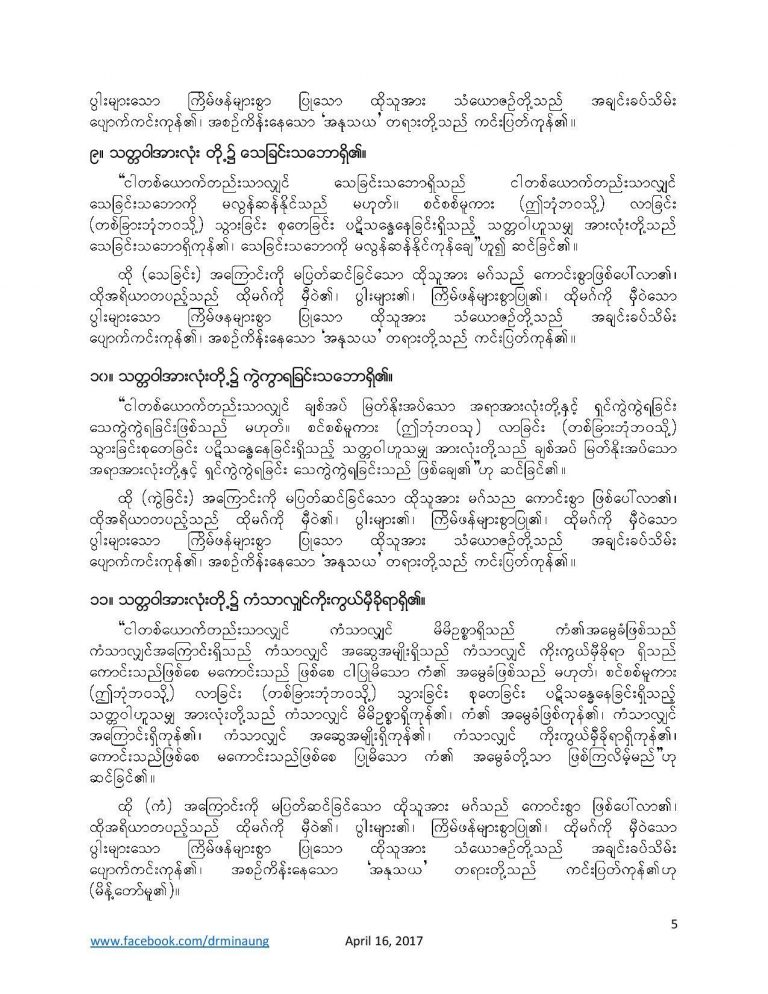 ပွါးများသော ကြိမ်ဖန်များစွာ ပြုသော ထိုသူအား သံယောဇဉ်တို့သည် အချင်းခပ်သိမ်း
ပျောက်ကင်းကုန်၏၊ အစဉ်ကိန်းနေသော ‘အနုသယ’ တရားတို့သည် ကင်းပြတ်ကုန်၏။
၉။ သတ္တဝါအားလုံး တို့၌ သေခြင်းသဘောရှိ၏။
“ငါတစ်ယောက်တည်းသာလျှင် သေခြင်းသဘောရှိသည် ငါတစ်ယောက်တည်းသာလျှင်
သေခြင်းသဘောကို မလွန်ဆန်နိုင်သည် မဟုတ်။ စင်စစ်မူကား (ဤဘုံဘဝသို့) လာခြင်း
(တစ်ခြားဘုံဘဝသို့) သွားခြင်း စုတေခြင်း ပဋိသန္ဓေနေခြင်းရှိသည့် သတ္တဝါဟူသမျှ အားလုံးတို့သည်
သေခြင်းသဘောရှိကုန်၏၊ သေခြင်းသဘောကို မလွန်ဆန်နိုင်ကုန်ချေ”ဟူ၍ ဆင်ခြင်၏။
ထို (သေခြင်း) အကြောင်းကို မပြတ်ဆင်ခြင်သော ထိုသူအား မဂ်သည် ကောင်းစွာဖြစ်ပေါ်လာ၏၊
ထိုအရိယာတပည့်သည် ထိုမဂ်ကို မှီဝဲ၏၊ ပွါးများ၏၊ ကြိမ်ဖန်များစွာပြု၏၊ ထိုမဂ်ကို မှီဝဲသော
ပွါးများသော ကြိမ်ဖနများစွာ ပြုသော ထိုသူအား သံယောဇဉ်တို့သည် အချင်းခပ်သိမ်း
ပျောက်ကင်းကုန်၏၊ အစဉ်ကိန်းနေသော ‘အနုသယ’ တရားတို့သည် ကင်းပြတ်ကုန်၏။
၁၀။ သတ္တဝါအားလုံးတို့၌ ကွဲကွာရခြင်းသဘောရှိ၏။
“ငါတစ်ယောက်တည်းသာလျှင် ချစ်အပ် မြတ်နိုးအပ်သော အရာအားလုံးတို့နှင့် ရှင်ကွဲကွဲရခြင်း
သေကွဲကွဲရခြင်းဖြစ်သည် မဟုတ်။ စင်စစ်မူကား (ဤဘုံဘဝသု) လာခြင်း (တစ်ခြားဘုံဘဝသို့)
သွားခြင်းစုတေခြင်း ပဋိသန္ဓေနေခြင်းရှိသည့် သတ္တဝါဟူသမျှ အားလုံးတို့သည် ချစ်အပ် မြတ်နိုးအပ်သော
အရာအားလုံးတို့နှင့် ရှင်ကွဲကွဲရခြင်း သေကွဲကွဲရခြင်းသည် ဖြစ်ချေ၏”ဟု ဆင်ခြင်၏။
ထို (ကွဲခြင်း) အကြောင်းကို မပြတ်ဆင်ခြင်သော ထိုသူအား မဂ်သည ကောင်းစွာ ဖြစ်ပေါ်လာ၏၊
ထိုအရိယာတပည့်သည် ထိုမဂ်ကို မှီဝဲ၏၊ ပွါးများ၏၊ ကြိမ်ဖန်များစွာပြု၏၊ ထိုမဂ်ကို မှီဝဲသော
ပွါးများသော ကြိမ်ဖန်များစွာ ပြုသော ထိုသူအား သံယောဇဉ်တို့သည် အချင်းခပ်သိမ်း
ပျောက်ကင်းကုန်၏၊ အစဉ်ကိန်းနေသော ‘အနုသယ’ တရားတို့သည် ကင်းပြတ်ကုန်၏။
၁၁။ သတ္တဝါအားလုံးတို့၌ ကံသာလျှင်ကိုးကွယ်မှီခိုရာရှိ၏။
“ငါတစ်ယောက်တည်းသာလျှင် ကံသာလျှင် မိမိဥစ္စာရှိသည် ကံ၏အမွေခံဖြစ်သည်
ကံသာလျှင်အကြောင်းရှိသည် ကံသာလျှင် အဆွေအမျိုးရှိသည် ကံသာလျှင် ကိုးကွယ်မှီခိုရာ ရှိသည်
ကောင်းသည်ဖြစ်စေ မကောင်းသည် ဖြစ်စေ ငါပြုမိသော ကံ၏ အမွေခံဖြစ်သည် မဟုတ်၊ စင်စစ်မူကား
(ဤဘုံဘဝသို့) လာခြင်း (တစ်ခြားဘုံဘဝသို့) သွားခြင်း စုတေခြင်း ပဋိသန္ဓေနေခြင်းရှိသည့်
သတ္တဝါဟူသမျှ အားလုံးတို့သည် ကံသာလျှင် မိမိဥစ္စာရှိကုန်၏၊ ကံ၏ အမွေခံဖြစ်ကုန်၏၊ ကံသာလျှင်
အကြောင်းရှိကုန်၏၊ ကံသာလျှင် အဆွေအမျိုးရှိကုန်၏၊ ကံသာလျှင် ကိုးကွယ်မှီခိုရာရှိကုန်၏၊
ကောင်းသည်ဖြစ်စေ မကောင်းသည်ဖြစ်စေ ပြုမိသော ကံ၏ အမွေခံတို့သာ ဖြစ်ကြလိမ့်မည်”ဟု
ဆင်ခြင်၏။
ထို (ကံ) အကြောင်းကို မပြတ်ဆင်ခြင်သော ထိုသူအား မဂ်သည် ကောင်းစွာ ဖြစ်ပေါ်လာ၏၊
ထိုအရိယာတပည့်သည် ထိုမဂ်ကို မှီဝဲ၏၊ ပွါးများ၏၊ ကြိမ်ဖန်များစွာပြု၏၊ ထိုမဂ်ကို မှီဝဲသော
ပွါးများသော ကြိမ်ဖန်များစွာ ပြုသော ထိုသူအား သံယောဇဉ်တို့သည် အချင်းခပ်သိမ်း
ပျောက်ကင်းကုန်၏၊ အစဉ်ကိန်းနေသော ‘အနုသယ’ တရားတို့သည် ကင်းပြတ်ကုန်၏ဟု
(မိန့်တော်မူ၏)။
5
www.facebook.com/drminaung April 16, 2017